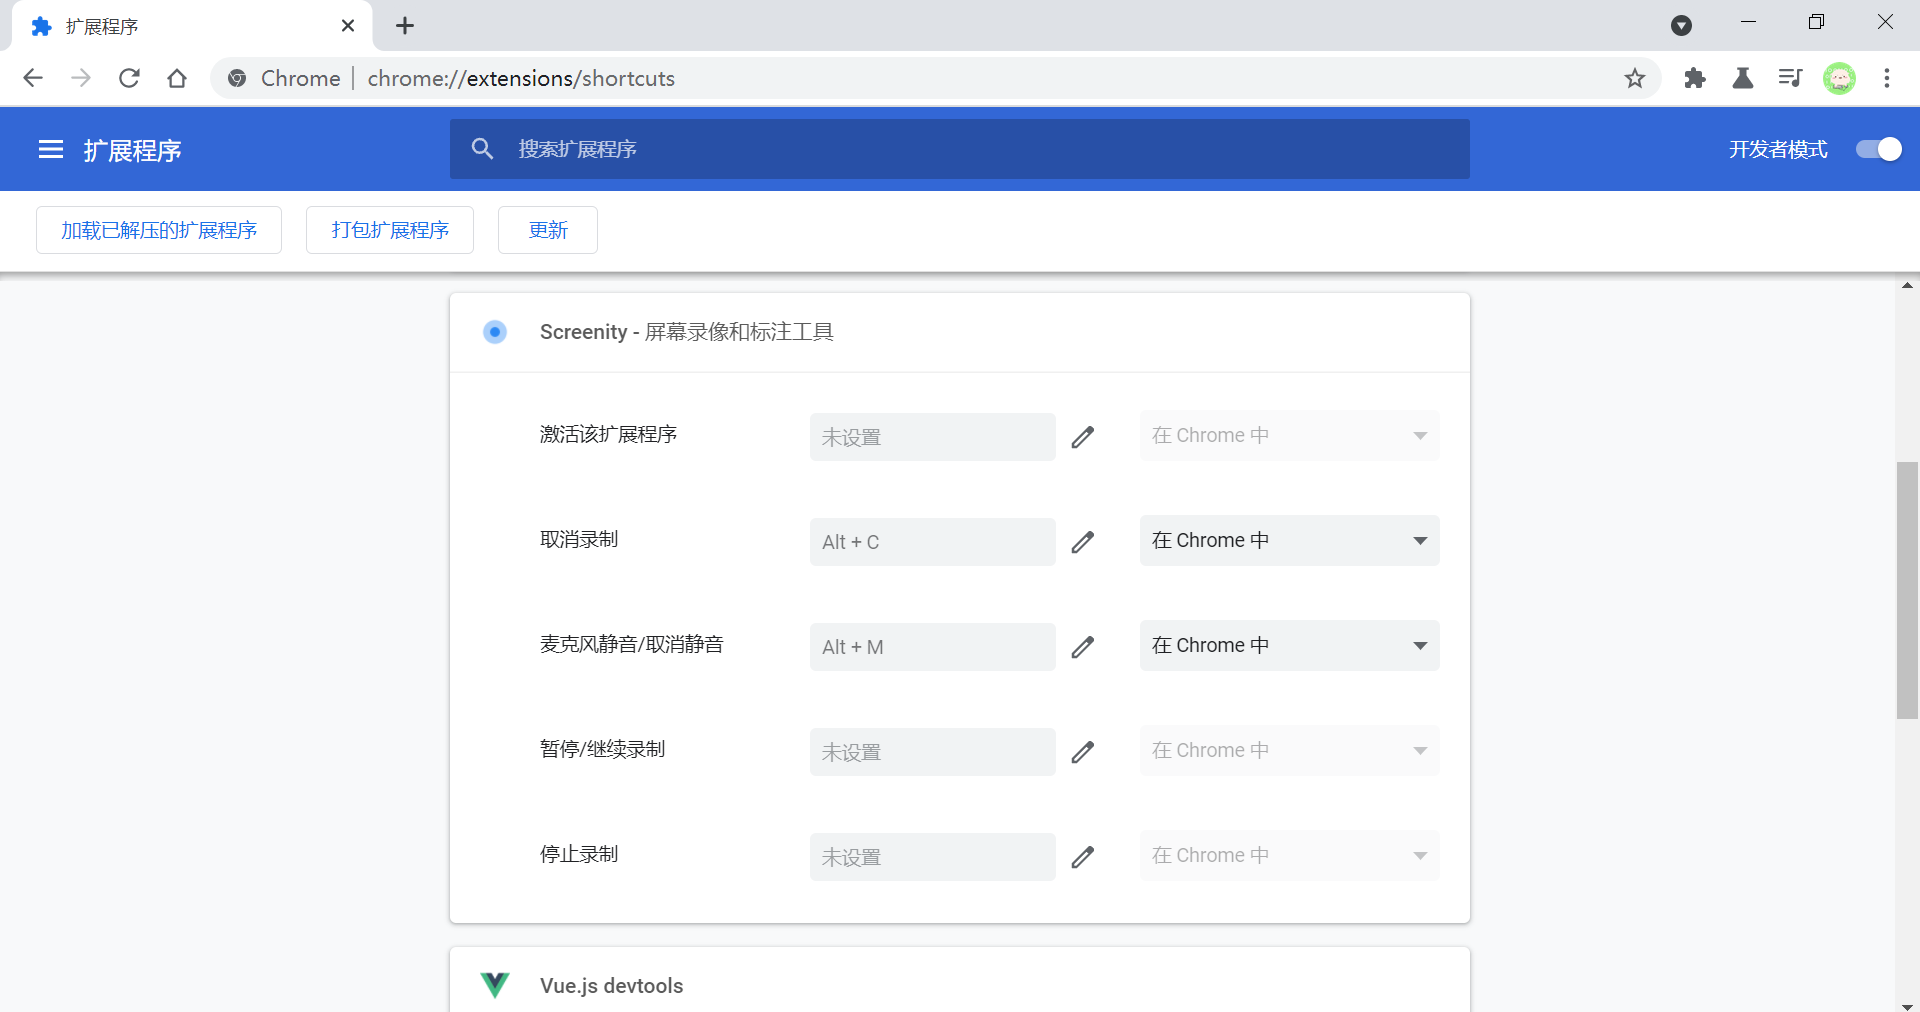 扩展程序
Chrome | chrome://extensions/shortcuts
扩展程序
搜索扩展程序
开发者模式
加载已解压的扩展程序
打包扩展程序
更新
Screenity - 屏幕录像和标注工具
激活该扩展程序
未设置
在 Chrome 中
取消录制
Alt + C
在 Chrome 中
麦克风静音/取消静音
Alt + M
在 Chrome 中
暂停/继续录制
未设置
在 Chrome 中
停止录制
未设置
在 Chrome 中
Vue.js devtools